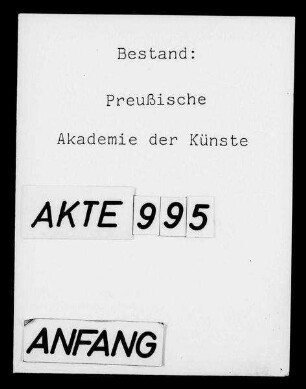 Bestand:
Preußische
Akademie der Künste
AKTE 995
ANFANG